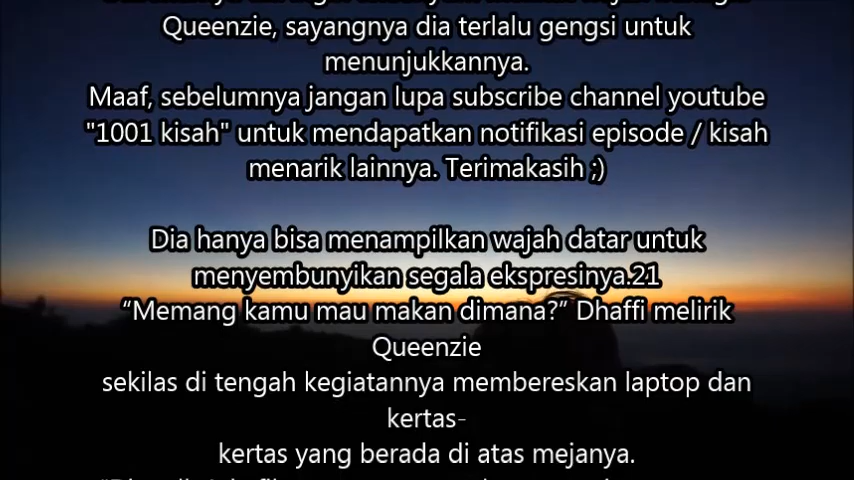 Queenzie, sayangnya dia terlalu gengsi untuk
menunjukkannya.
Maaf, sebelumnya jangan lupa subscribe channel youtube
"1001 kisah" untuk mendapatkan notifikasi episode / kisah
menarik lainnya. Terimakasih ;)
Dia hanya bisa menampilkan wajah datar untuk
menyembunyikan segala ekspresinya.21
“Memang kamu mau makan dimana?” Dhaffi melirik
Queenzie
sekilas di tengah kegiatannya membereskan laptop dan
kertas-
kertas yang berada di atas mejanya.